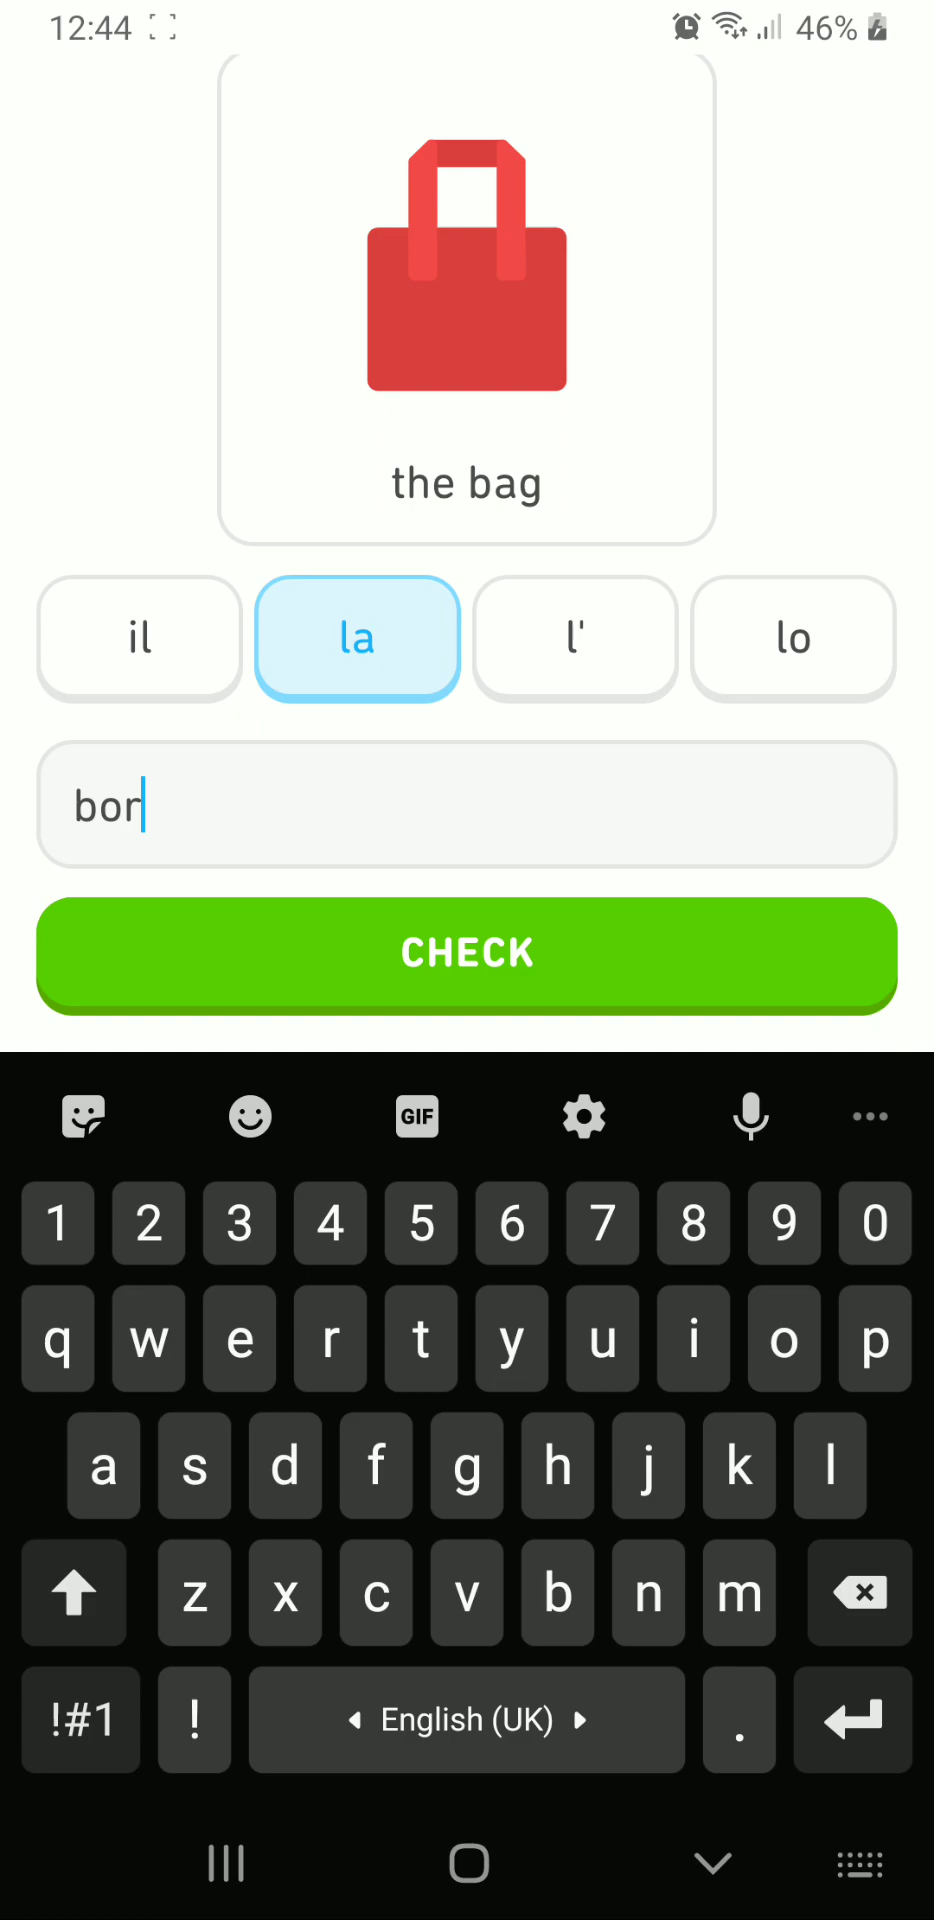 12:44 46%
the bag
il la l' lo
bor
CHECK
GIF
1 2 3 4 5 6 7 8 9 0
q w e r t y u i o p
a s d f g h j k l
z x c v b n m
!#1 ! English (UK) .